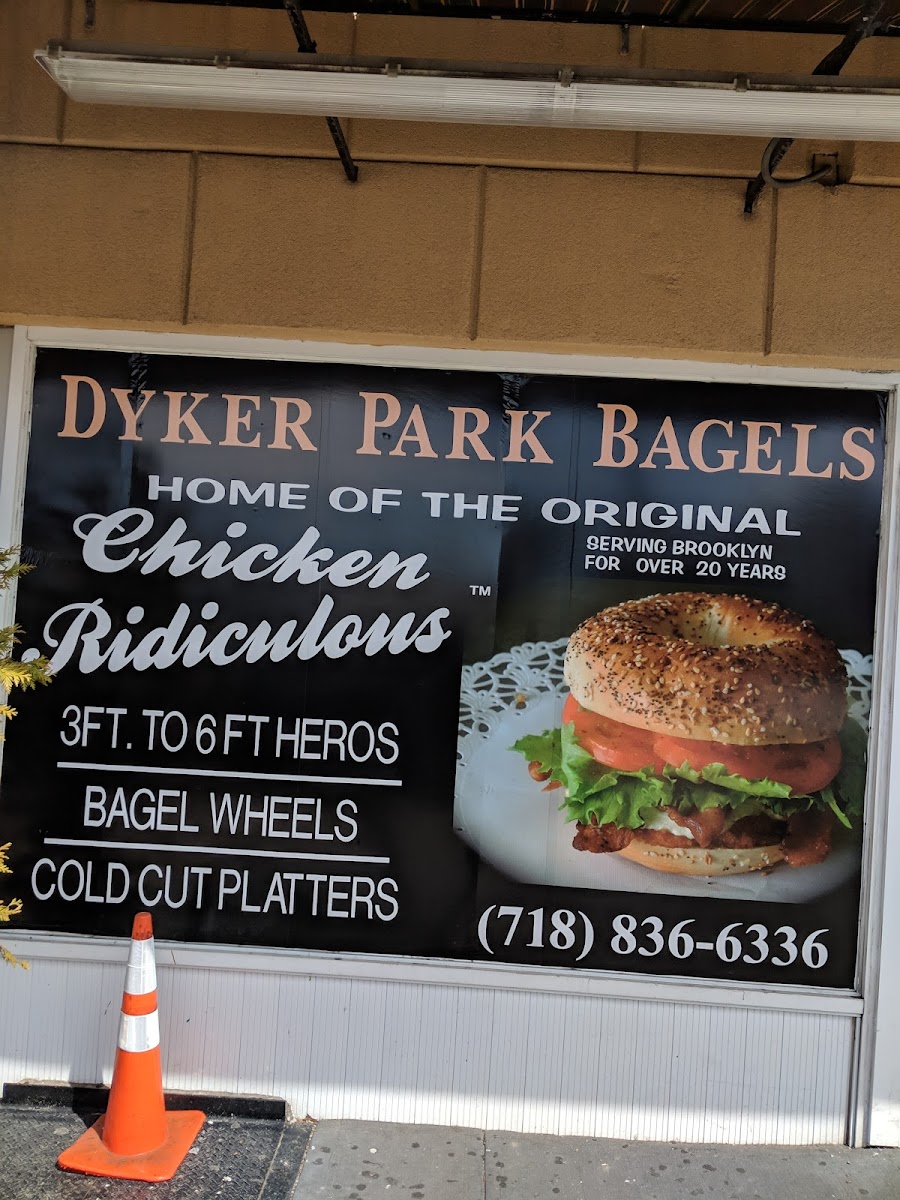 DYKER PARK BAGELS
HOME OF THE ORIGINAL
SERVING BROOKLYN
FOR OVER 20 YEARS
Chicken
Ridiculous ™
3FT. TO 6 FT HEROS
BAGEL WHEELS
COLD CUT PLATTERS
(718) 836-6336